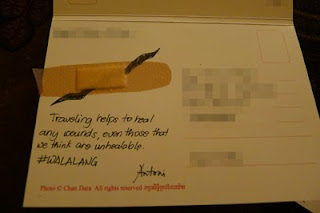 Traveling helps to heal
any wounds, even those that
we think are unhealable.
#WALALANG
Antoni
Photo © Chan Dara All rights reserved